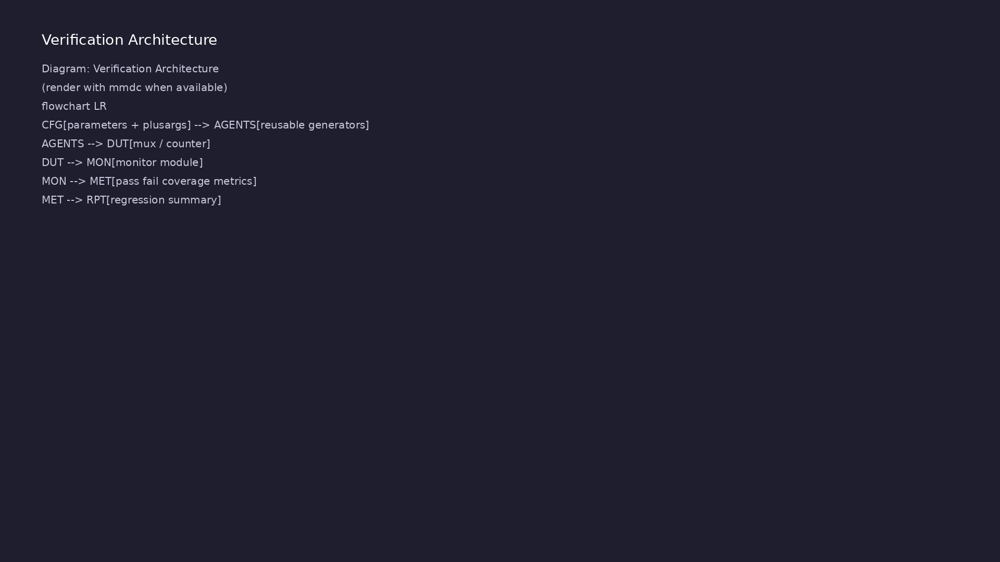 Verification Architecture
Diagram: Verification Architecture
(render with mmdc when available)
flowchart LR
CFG[parameters + plusargs] --> AGENTS[reusable generators]
AGENTS --> DUT[mux / counter]
DUT --> MON[monitor module]
MON --> MET[pass fail coverage metrics]
MET --> RPT[regression summary]